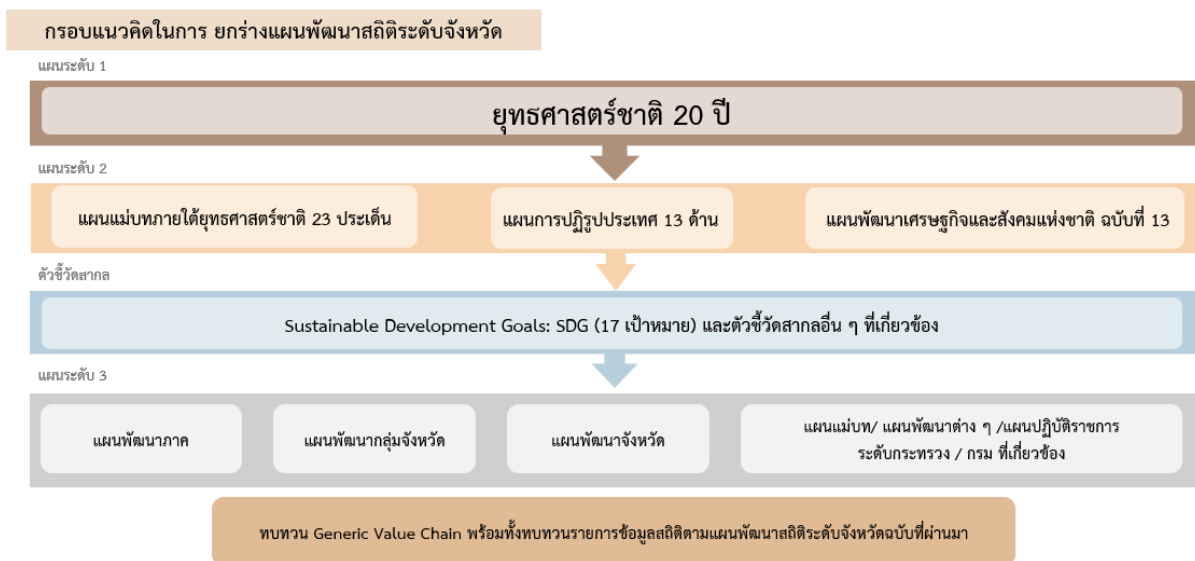 กรอบแนวคิดในการ ยกร่างแผนพัฒนาสถิติระดับจังหวัด
แผนระดับ 1
ยุทธศาสตร์ชาติ 20 ปี
แผนระดับ 2
แผนแม่บทภายใต้ยุทธศาสตร์ชาติ 23 ประเด็น
แผนการปฏิรูปประเทศ 13 ด้าน
แผนพัฒนาเศรษฐกิจและสังคมแห่งชาติ ฉบับที่ 13
ตัวชี้วัดสากล
Sustainable Development Goals: SDG (17 เป้าหมาย) และตัวชี้วัดสากลอื่น ๆ ที่เกี่ยวข้อง
แผนระดับ 3
แผนพัฒนาภาค
แผนพัฒนากลุ่มจังหวัด
แผนพัฒนาจังหวัด
แผนแม่บท/ แผนพัฒนาต่าง ๆ /แผนปฏิบัติราชการ
ระดับกระทรวง / กรม ที่เกี่ยวข้อง
ทบทวน Generic Value Chain พร้อมทั้งทบทวนรายการข้อมูลสถิติตามแผนพัฒนาสถิติระดับจังหวัดฉบับที่ผ่านมา